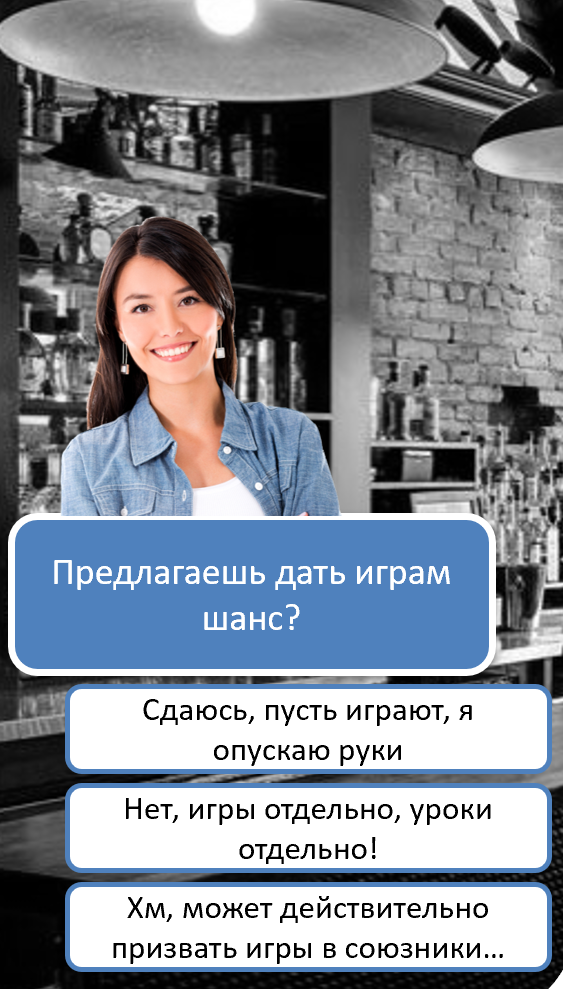 Предлагаешь дать играм
шанс?
Сдаюсь, пусть играют, я
опускаю руки
Нет, игры отдельно, уроки
отдельно!
Хм, может действительно
призвать игры в союзники…